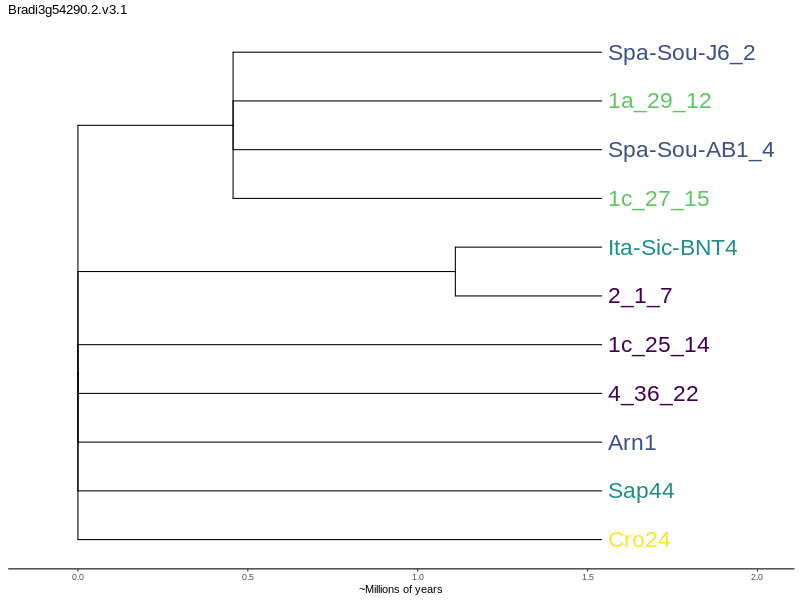 Bradi3g54290.2.v3.1
Spa-Sou-J6_2
1a_29_12
Spa-Sou-AB1_4
1c_27_15
Ita-Sic-BNT4
2_1_7
1c_25_14
4_36_22
Arn1
Sap44
Cro24
0.0 0.5 1.0 1.5 2.0
~Millions of years